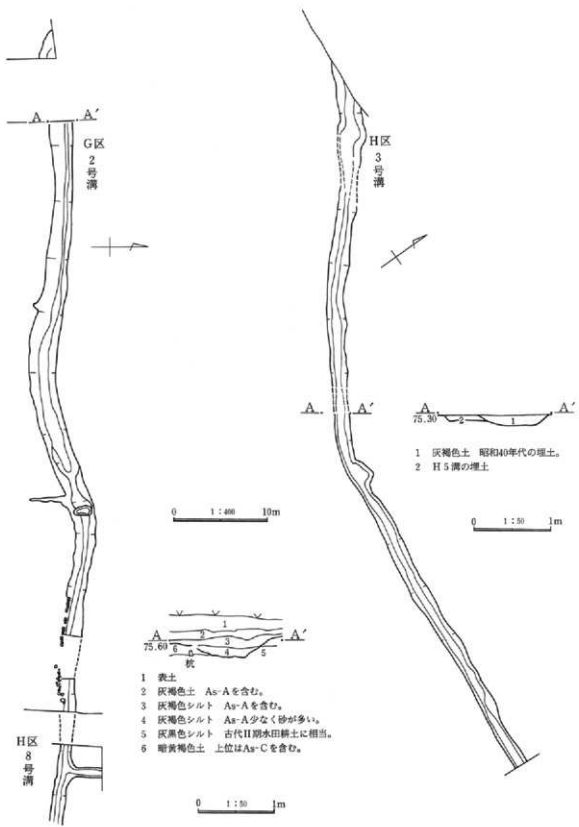 A A′
G区
2号溝
H区
3号溝
A A′
A A′
75.30
2 1
1 灰褐色土 昭和40年代の埋土。
2 H5溝の埋土
0 1:400 10m
0 1:50 1m
1
2 3
A A′
75.60 6 4 5
杭
1 表土
2 灰褐色土 As-Aを含む。
3 灰褐色シルト As-Aを含む。
4 灰褐色シルト As-A少なく砂が多い。
5 灰黒色シルト 古代II期水田耕土に相当。
6 暗黄褐色土 上位はAs-Cを含む。
H区
8号溝
0 1:50 1m